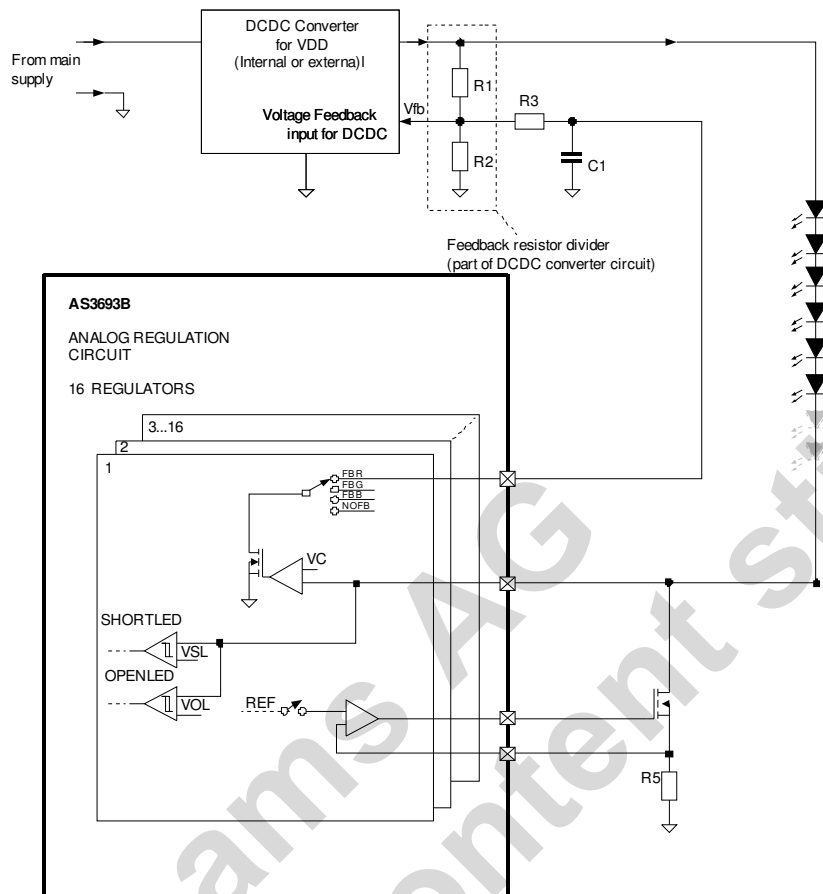 DCDC Converter
for VDD
(Internal or externa)l
From main
supply
R1
Vfb
R3
Voltage Feedback
input for DCDC
R2
C1
Feedback resistor divider
(part of DCDC converter circuit)
AS3693B
ANALOG REGULATION
CIRCUIT
16 REGULATORS
3...16
2
1
FBR
FBG
FBB
NOFB
VC
SHORTLED
VSL
OPENLED
VOL
REF
R5
ams AG